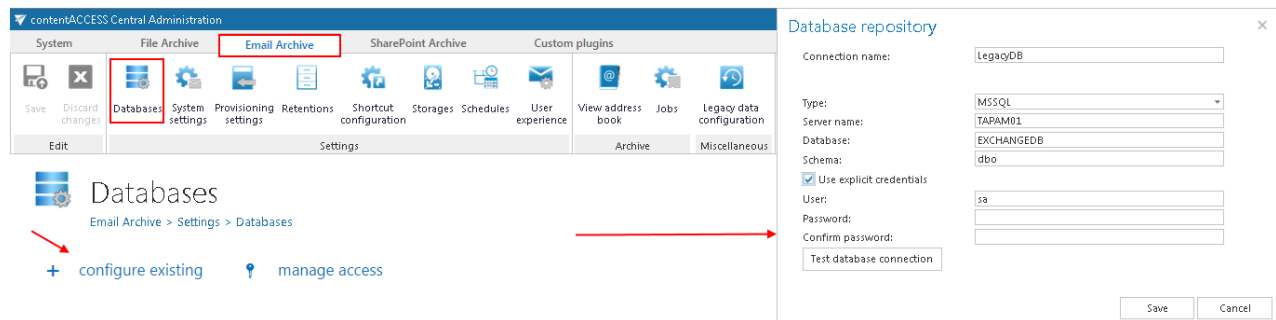 contentACCESS Central Administration
System File Archive Email Archive SharePoint Archive Custom plugins
Save Discard changes Databases System settings Provisioning settings Retentions Shortcut configuration Storages Schedules User experience View address book Jobs Legacy data configuration
Edit Settings Archive Miscellaneous
Databases
Email Archive > Settings > Databases
+ configure existing manage access
Database repository
Connection name: LegacyDB
Type: MSSQL
Server name: TAPAM01
Database: EXCHANGEDB
Schema: dbo
Use explicit credentials
User: sa
Password:
Confirm password:
Test database connection
Save Cancel